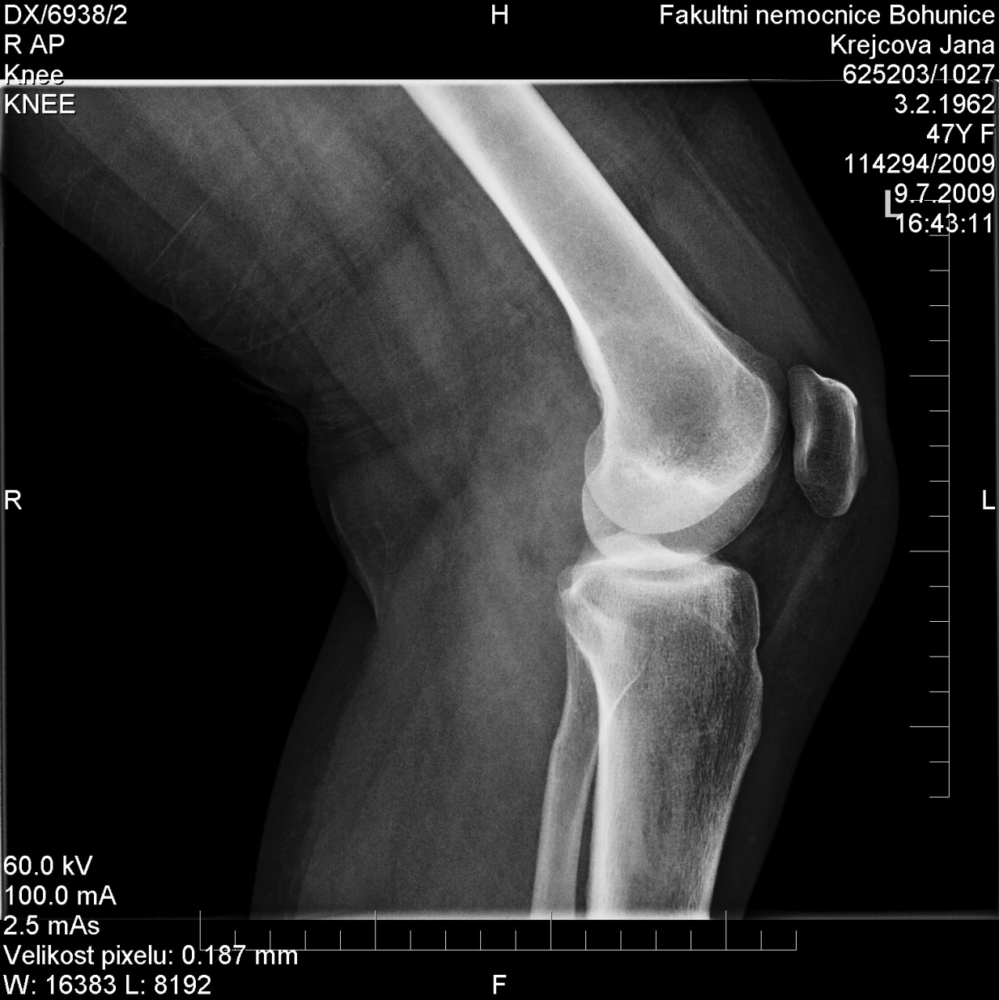 DX/6938/2
R AP
Knee
KNEE
H
Fakultni nemocnice Bohunice
Krejcova Jana
625203/1027
3.2.1962
47Y F
114294/2009
9.7.2009
L
16:43:11
R
L
60.0 kV
100.0 mA
2.5 mAs
Velikost pixelu: 0.187 mm
W: 16383 L: 8192
F